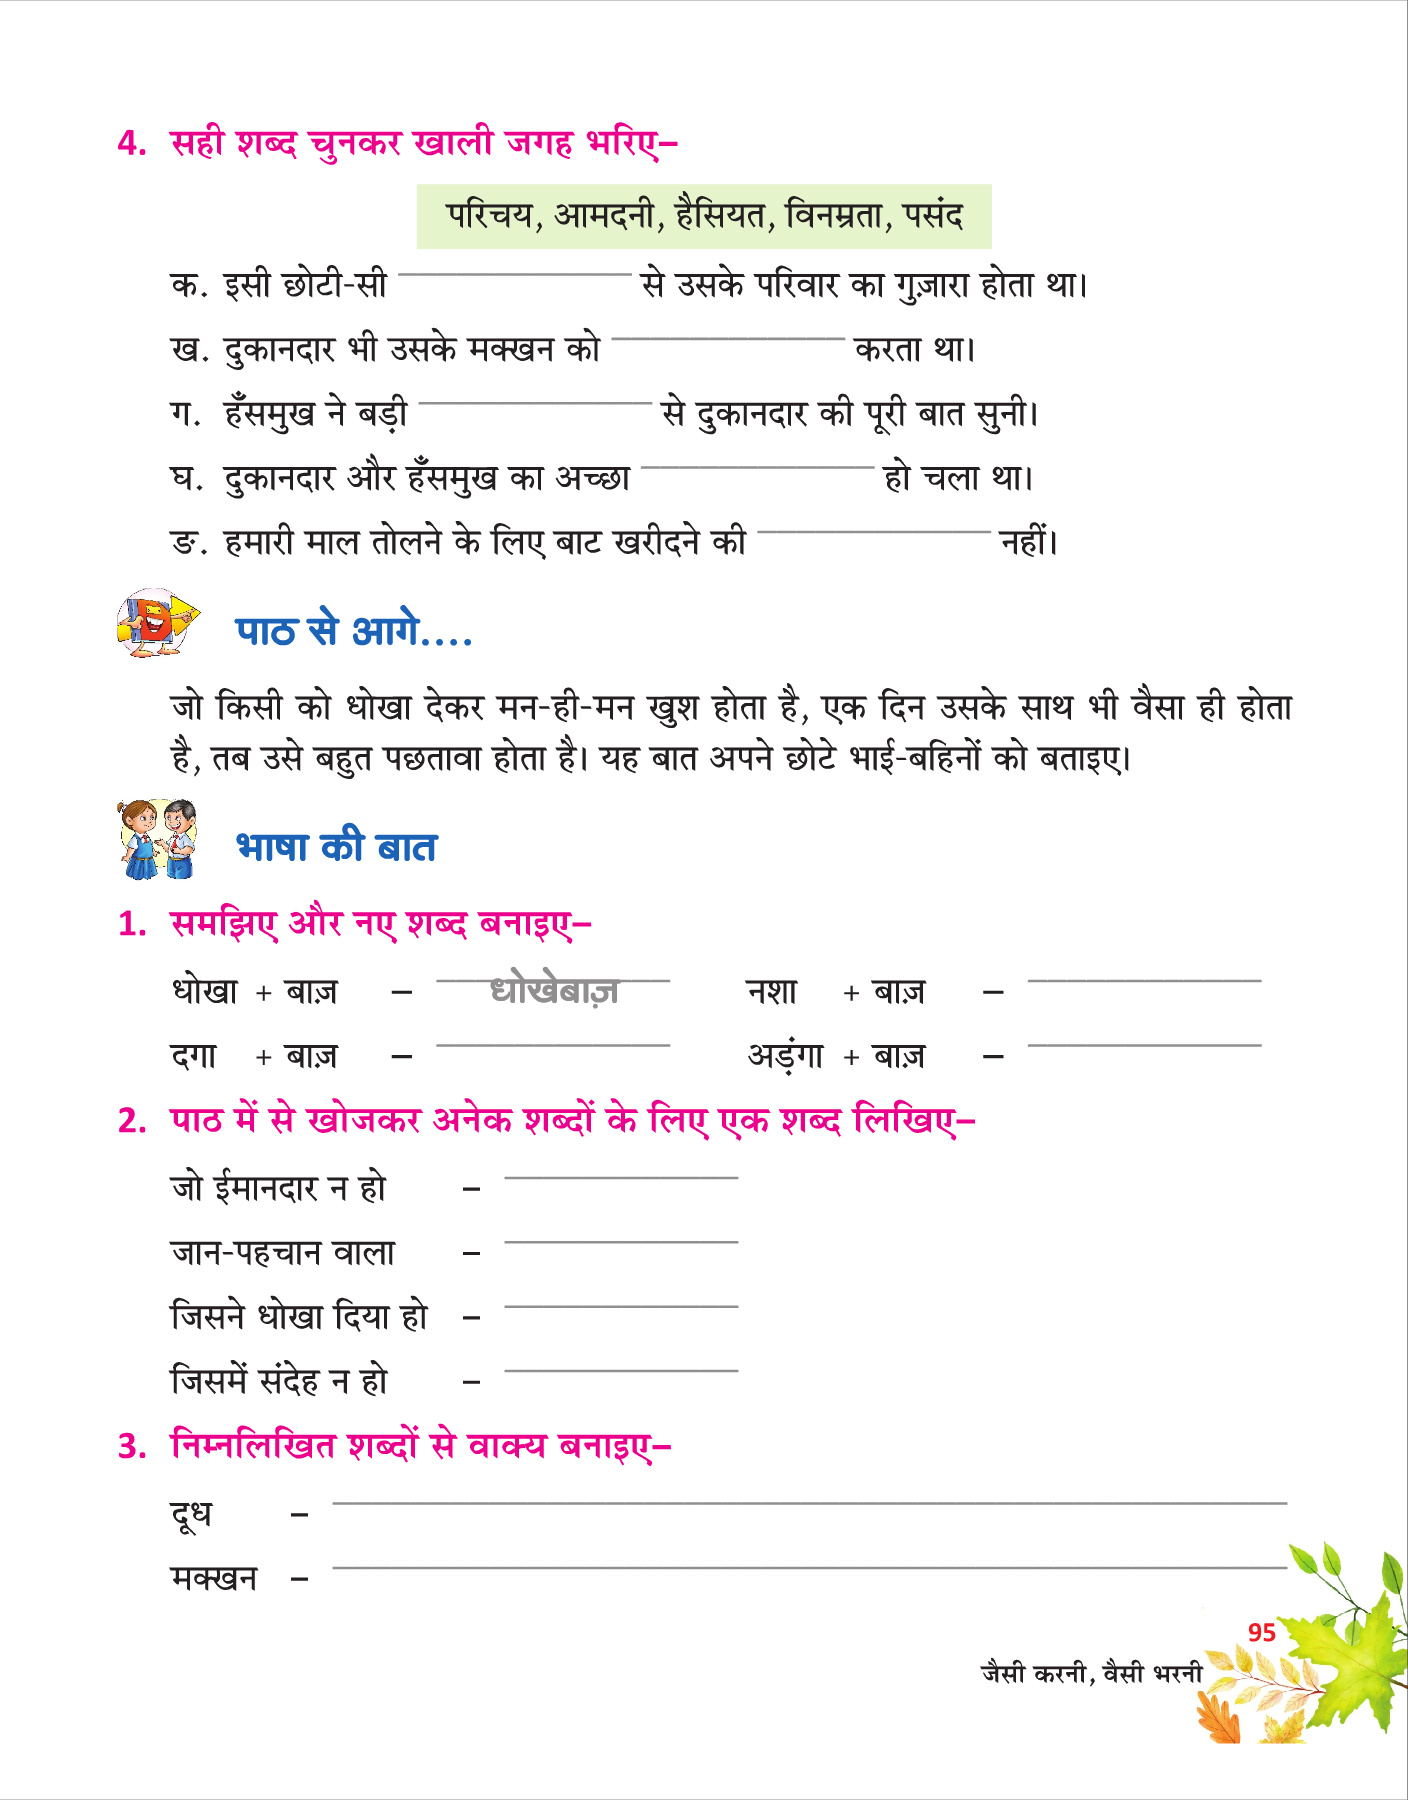 4. सही शब्द चुनकर खाली जगह भरिए–
परिचय, आमदनी, हैसियत, विनम्रता, पसंद
क. इसी छोटी-सी ____________ से उसके परिवार का गुज़ारा होता था।
ख. दुकानदार भी उसके मक्खन को ____________ करता था।
ग. हँसमुख ने बड़ी ____________ से दुकानदार की पूरी बात सुनी।
घ. दुकानदार और हँसमुख का अच्छा ____________ हो चला था।
ङ. हमारी माल तोलने के लिए बाट खरीदने की ____________ नहीं।
पाठ से आगे....
जो किसी को धोखा देकर मन-ही-मन खुश होता है, एक दिन उसके साथ भी वैसा ही होता
है, तब उसे बहुत पछतावा होता है। यह बात अपने छोटे भाई-बहिनों को बताइए।
भाषा की बात
1. समझिए और नए शब्द बनाइए–
धोखा + बाज़ – धोखेबाज़ नशा + बाज़ – ____________
दगा + बाज़ – ____________ अड़ंगा + बाज़ – ____________
2. पाठ में से खोजकर अनेक शब्दों के लिए एक शब्द लिखिए–
जो ईमानदार न हो – ____________
जान-पहचान वाला – ____________
जिसने धोखा दिया हो – ____________
जिसमें संदेह न हो – ____________
3. निम्नलिखित शब्दों से वाक्य बनाइए–
दूध – ____________
मक्खन – ____________
95
जैसी करनी, वैसी भरनी